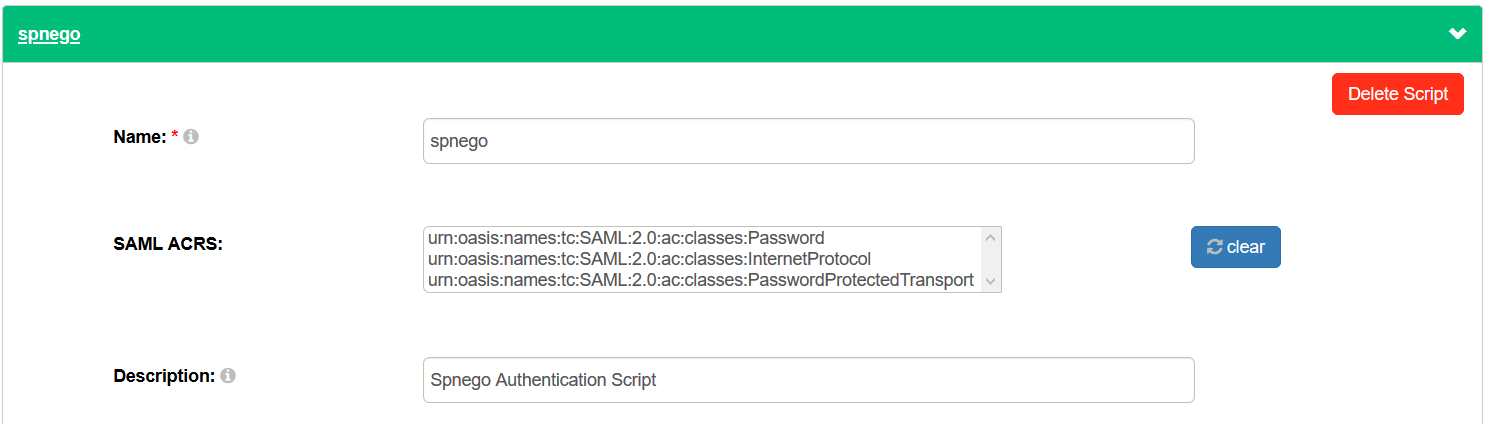 spnego
Delete Script
Name: *
spnego
SAML ACRS:
urn:oasis:names:tc:SAML:2.0:ac:classes:Password
urn:oasis:names:tc:SAML:2.0:ac:classes:InternetProtocol
urn:oasis:names:tc:SAML:2.0:ac:classes:PasswordProtectedTransport
clear
Description:
Spnego Authentication Script